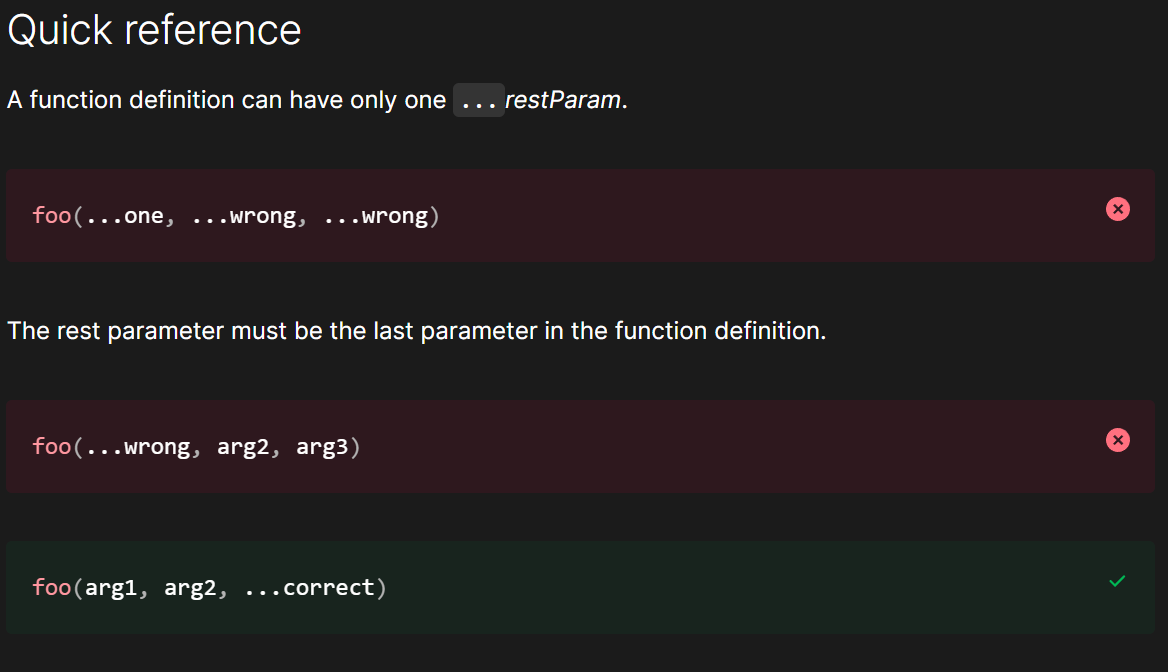 Quick reference
A function definition can have only one ...restParam.
foo(...one, ...wrong, ...wrong)
The rest parameter must be the last parameter in the function definition.
foo(...wrong, arg2, arg3)
foo(arg1, arg2, ...correct)